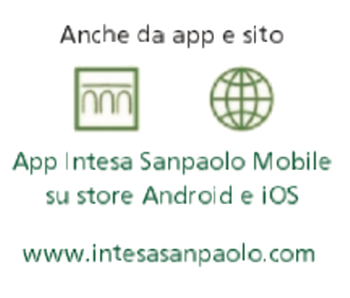 Anche da app e sito
App Intesa Sanpaolo Mobile
su store Android e iOS
www.intesasanpaolo.com